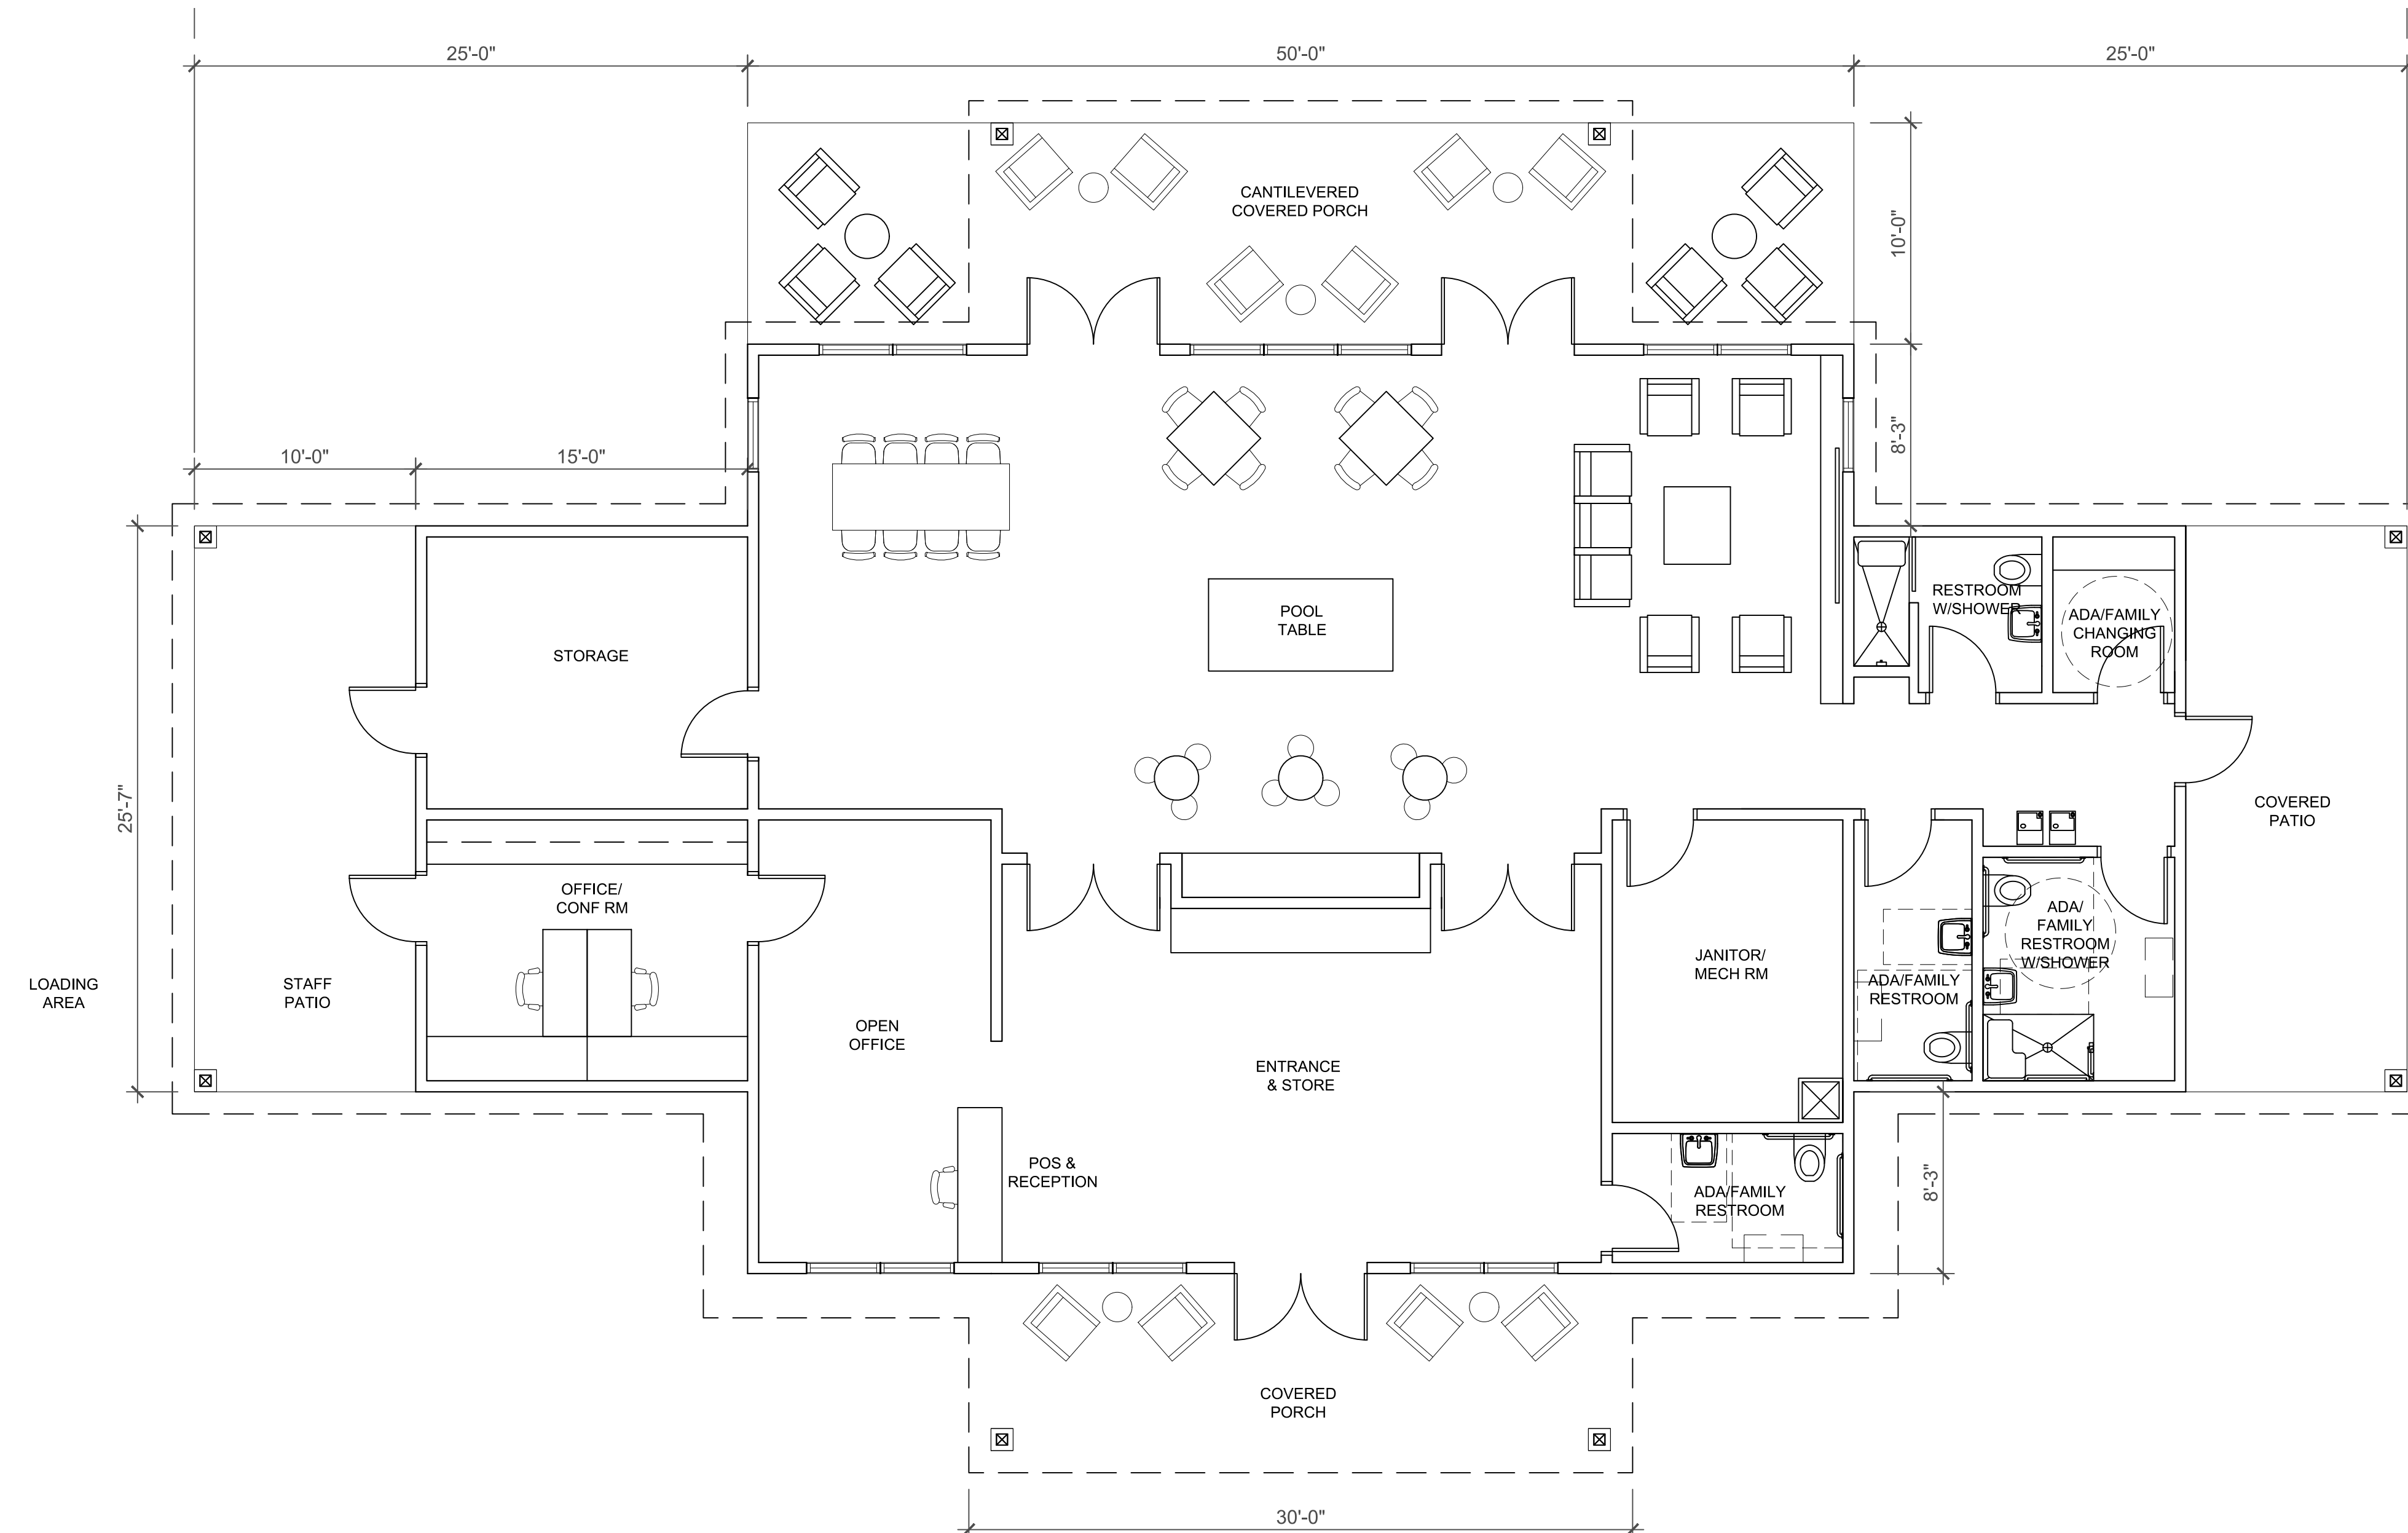 25'-0"
50'-0"
25'-0"
CANTILEVERED
COVERED PORCH
10'-0"
8'-3"
10'-0"
15'-0"
25'-7"
STORAGE
POOL
TABLE
RESTROOM
W/SHOWER
ADA/FAMILY
CHANGING
ROOM
COVERED
PATIO
OFFICE/
CONF RM
LOADING
AREA
STAFF
PATIO
OPEN
OFFICE
JANITOR/
MECH RM
ADA/FAMILY
RESTROOM
ADA/
FAMILY
RESTROOM
W/SHOWER
ENTRANCE
& STORE
POS &
RECEPTION
ADA/FAMILY
RESTROOM
8'-3"
COVERED
PORCH
30'-0"